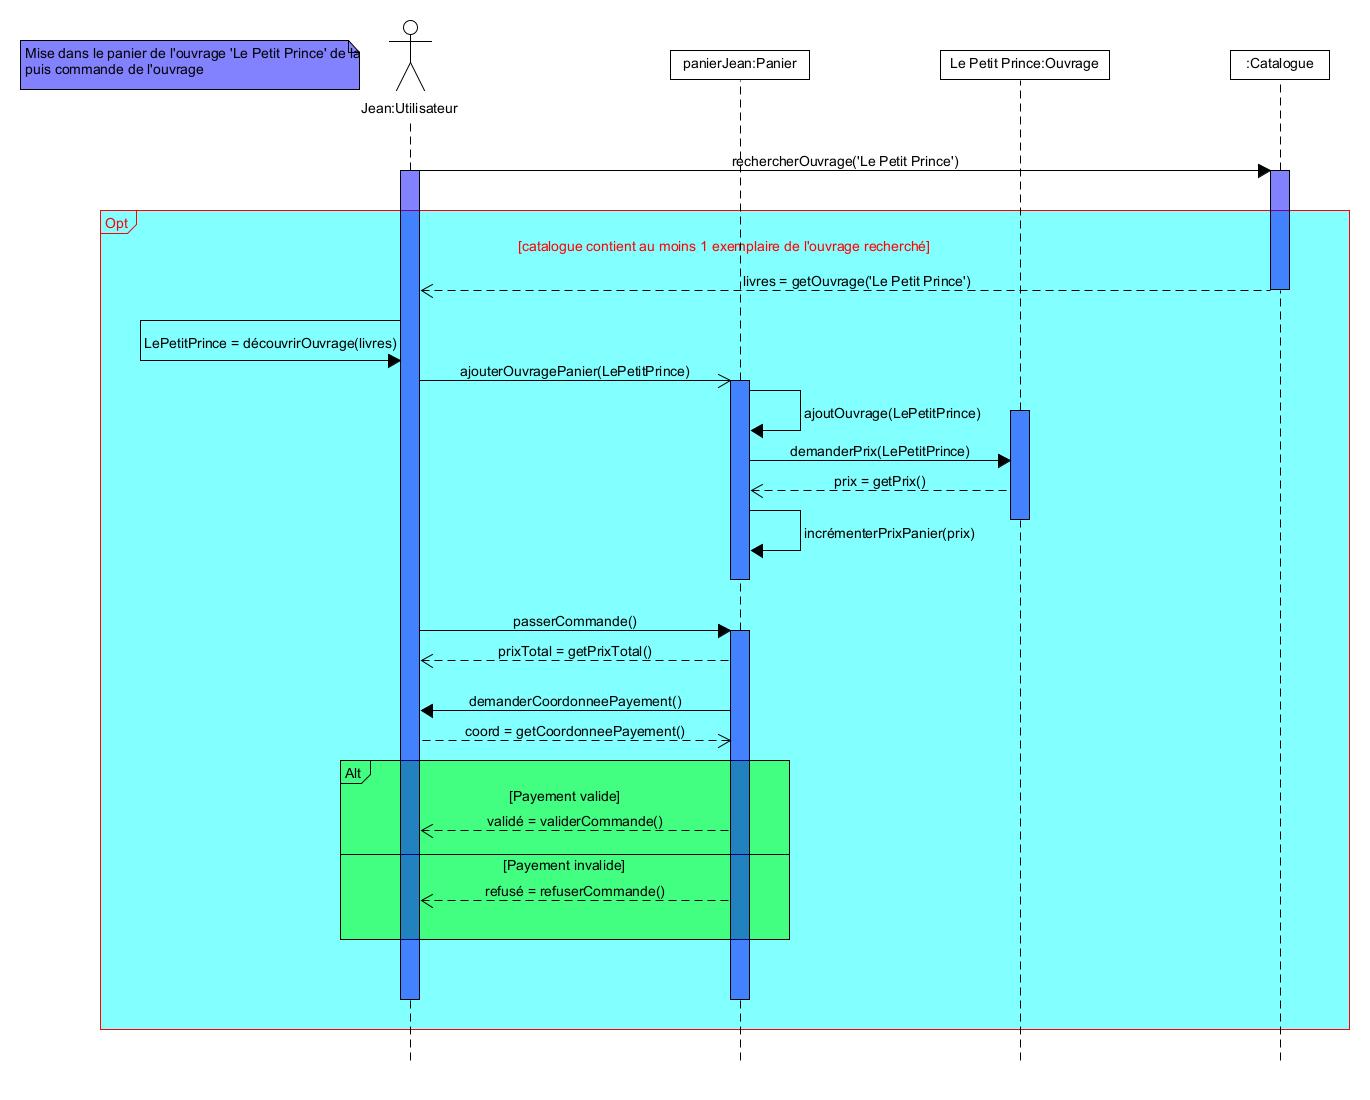 Mise dans le panier de l'ouvrage 'Le Petit Prince' de la
puis commande de l'ouvrage
Jean:Utilisateur
panierJean:Panier
Le Petit Prince:Ouvrage
:Catalogue
rechercherOuvrage('Le Petit Prince')
Opt
[catalogue contient au moins 1 exemplaire de l'ouvrage recherché]
livres = getOuvrage('Le Petit Prince')
LePetitPrince = découvrirOuvrage(livres)
ajouterOuvragePanier(LePetitPrince)
ajoutOuvrage(LePetitPrince)
demanderPrix(LePetitPrince)
prix = getPrix()
incrémenterPrixPanier(prix)
passerCommande()
prixTotal = getPrixTotal()
demanderCoordonneePayement()
coord = getCoordonneePayement()
Alt
[Payement valide]
validé = validerCommande()
[Payement invalide]
refusé = refuserCommande()